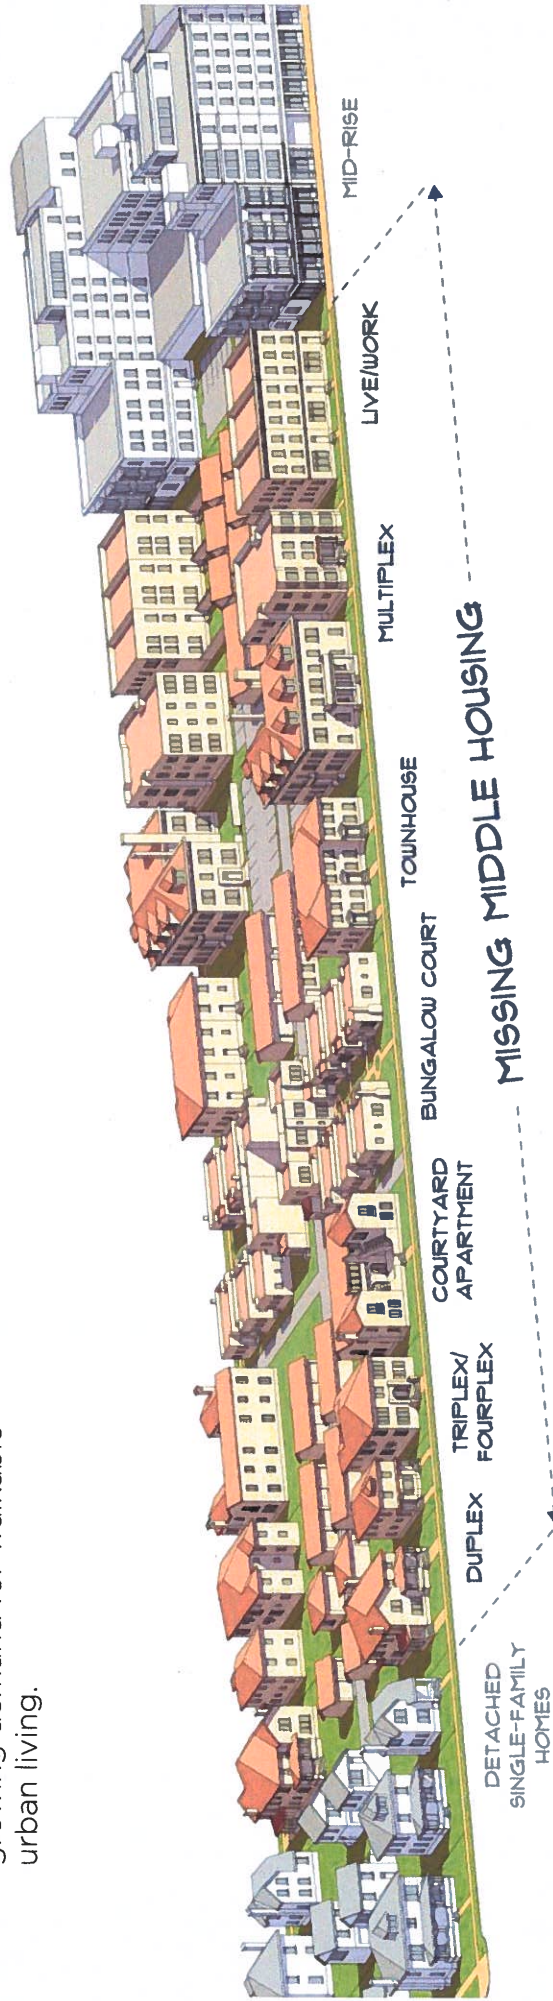 urban living.
DETACHED
SINGLE-FAMILY
HOMES
DUPLEX
TRIPLEX/
FOURPLEX
COURTYARD
APARTMENT
BUNGALOW COURT
TOWNHOUSE
MULTIPLEX
LIVE/WORK
MID-RISE
MISSING MIDDLE HOUSING